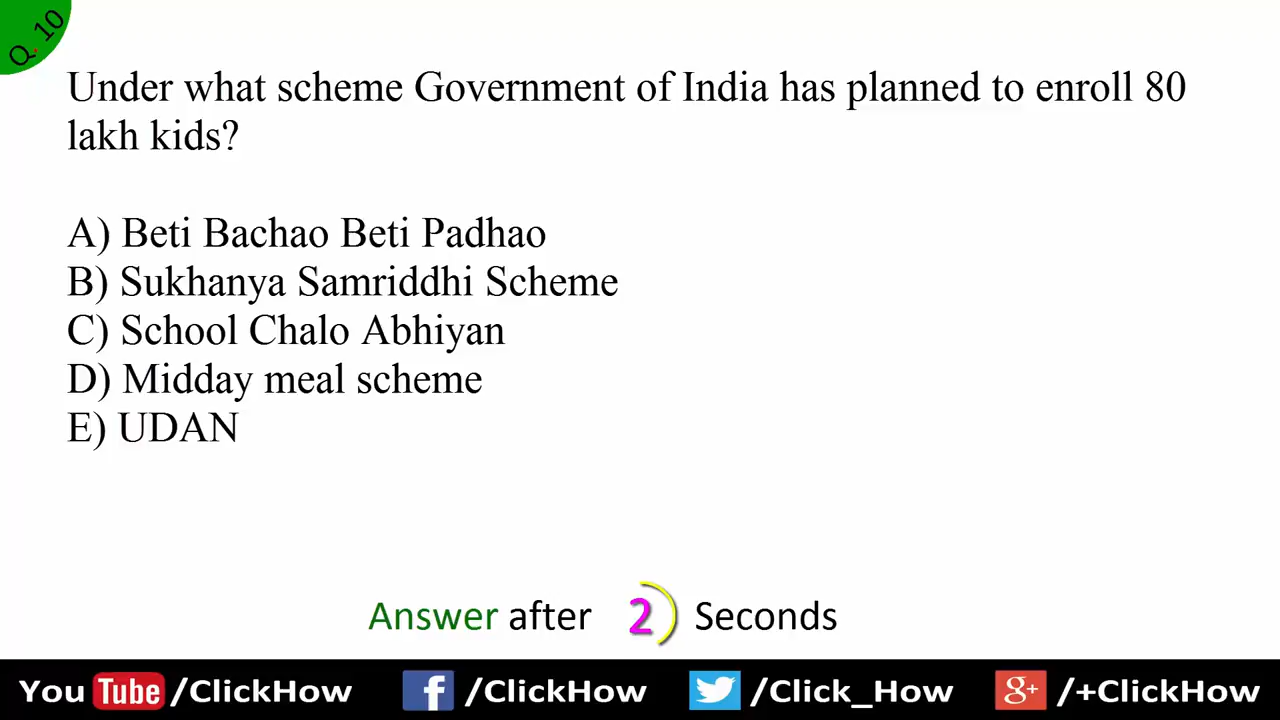 Q. 10
Under what scheme Government of India has planned to enroll 80
lakh kids?
A) Beti Bachao Beti Padhao
B) Sukhanya Samriddhi Scheme
C) School Chalo Abhiyan
D) Midday meal scheme
E) UDAN
Answer after 2 Seconds
You Tube /ClickHow f /ClickHow /Click_How g+ /+ClickHow